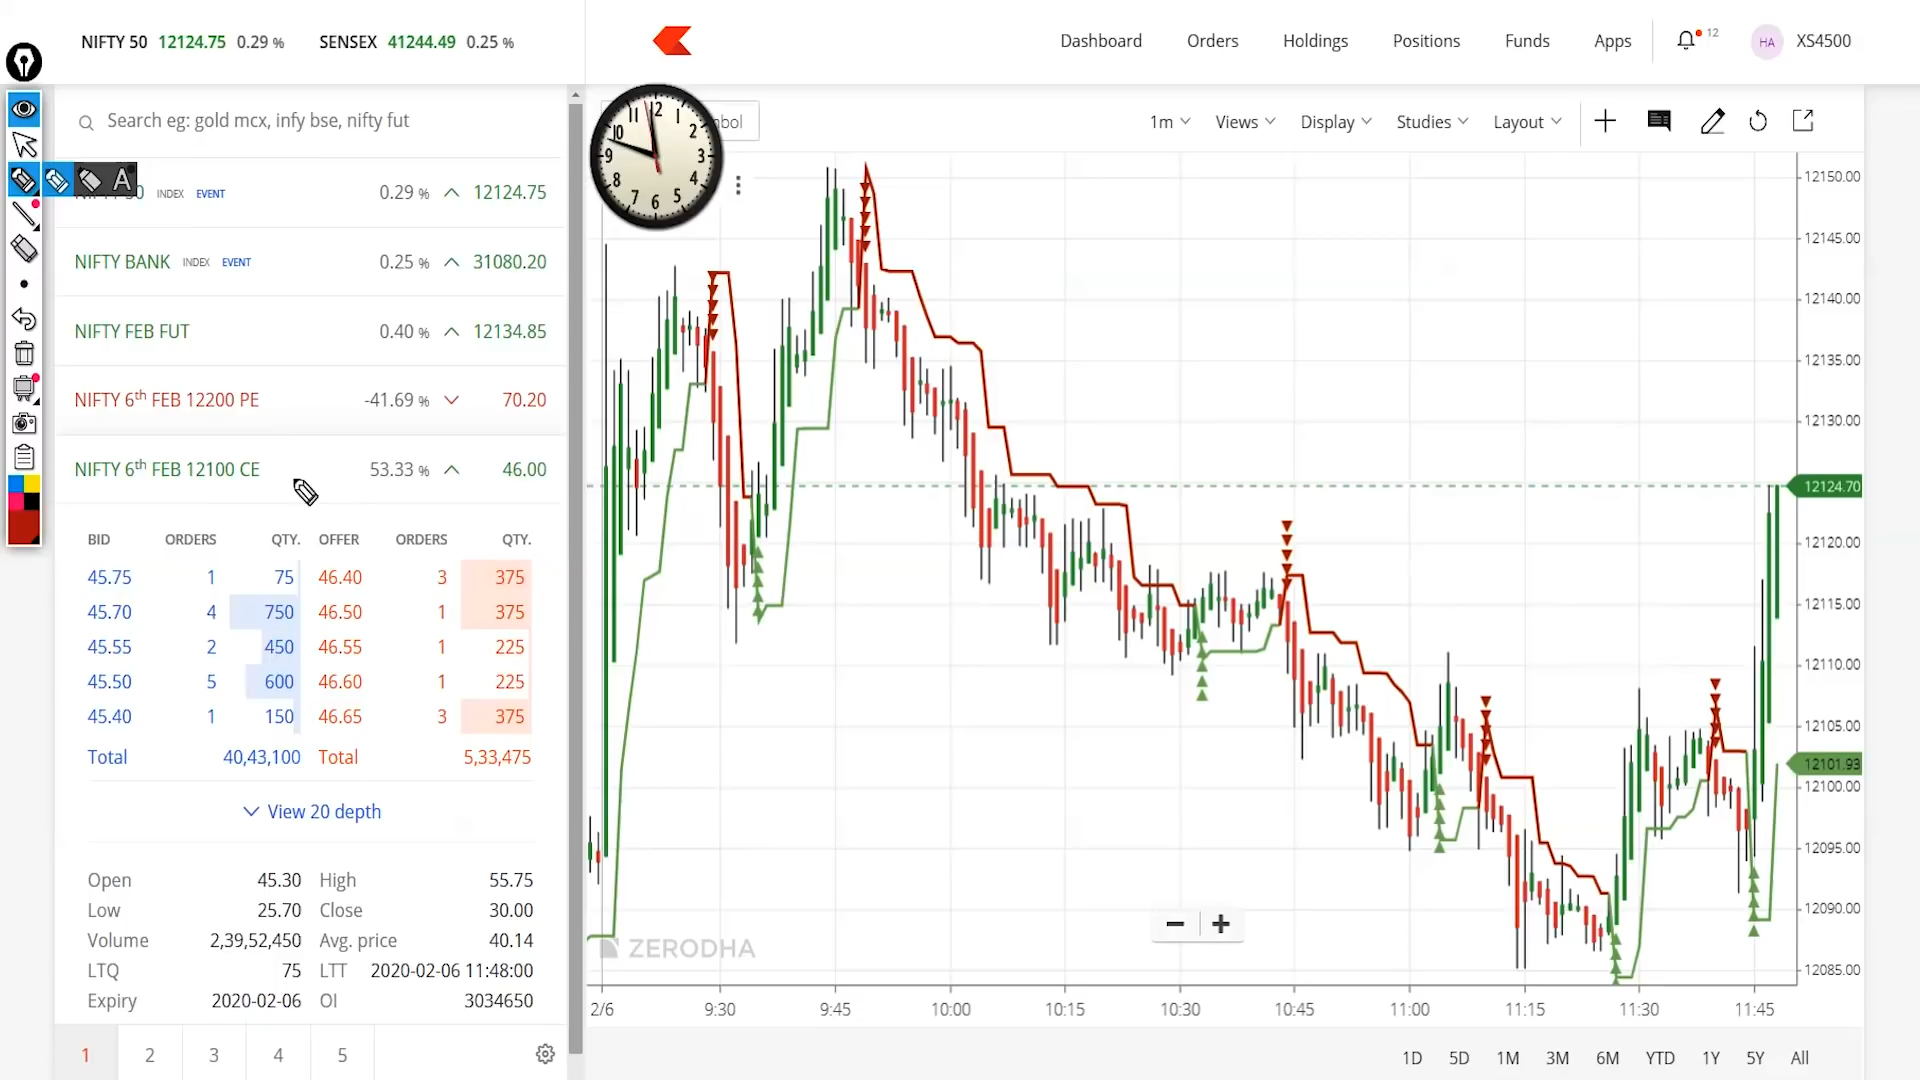 NIFTY 50 12124.75 0.29 % SENSEX 41244.49 0.25 %
Dashboard Orders Holdings Positions Funds Apps 12 HA XS4500
Search eg: gold mcx, infy bse, nifty fut
A INDEX EVENT 0.29 % 12124.75
NIFTY BANK INDEX EVENT 0.25 % 31080.20
NIFTY FEB FUT 0.40 % 12134.85
NIFTY 6th FEB 12200 PE -41.69 % 70.20
NIFTY 6th FEB 12100 CE 53.33 % 46.00
BID ORDERS QTY. OFFER ORDERS QTY.
45.75 1 75 46.40 3 375
45.70 4 750 46.50 1 375
45.55 2 450 46.55 1 225
45.50 5 600 46.60 1 225
45.40 1 150 46.65 3 375
Total 40,43,100 Total 5,33,475
View 20 depth
Open 45.30 High 55.75
Low 25.70 Close 30.00
Volume 2,39,52,450 Avg. price 40.14
LTQ 75 LTT 2020-02-06 11:48:00
Expiry 2020-02-06 OI 3034650
1 2 3 4 5
12 1 2 3 4 5 6 7 8 9 10 11
1m Views Display Studies Layout
12150.00
12145.00
12140.00
12135.00
12130.00
12124.70
12120.00
12115.00
12110.00
12105.00
12101.93
12100.00
12095.00
12090.00
12085.00
ZERODHA
2/6 9:30 9:45 10:00 10:15 10:30 10:45 11:00 11:15 11:30 11:45
1D 5D 1M 3M 6M YTD 1Y 5Y All